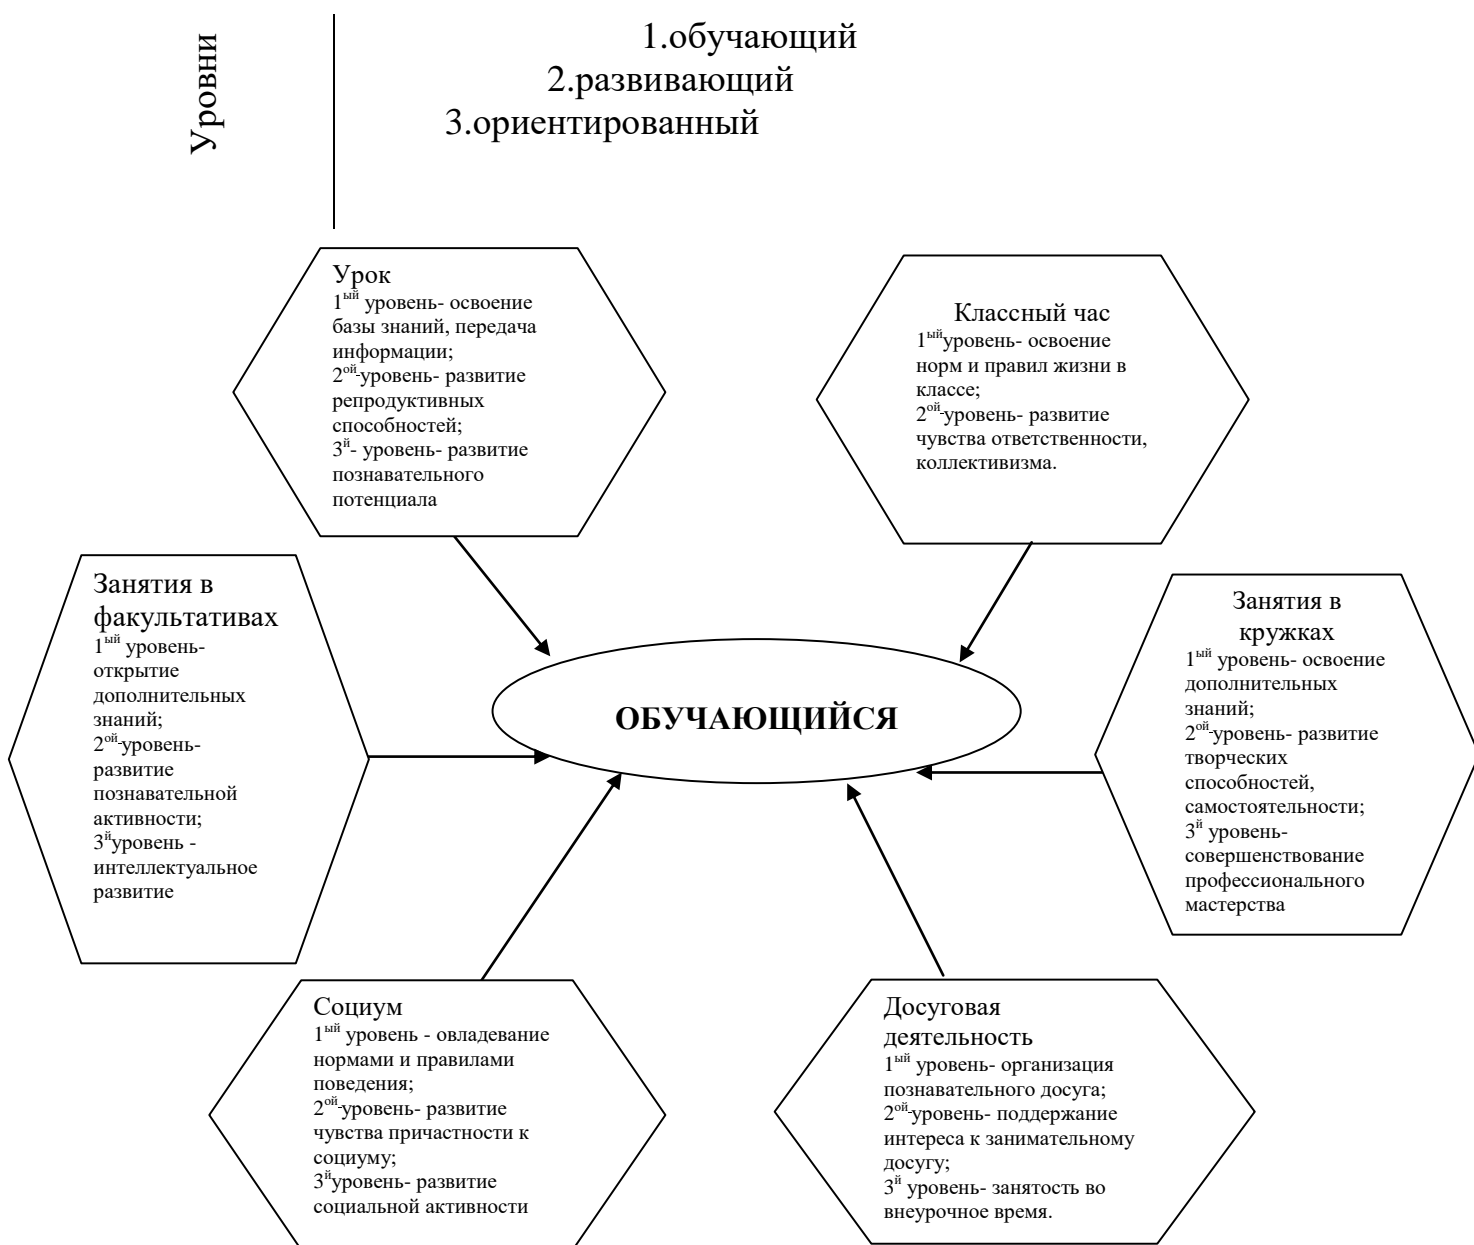 Уровни
1.обучающий
2.развивающий
3.ориентированный
Урок
1ый уровень- освоение
базы знаний, передача
информации;
2ой-уровень- развитие
репродуктивных
способностей;
3й- уровень- развитие
познавательного
потенциала
Классный час
1ыйуровень- освоение
норм и правил жизни в
классе;
2ой-уровень- развитие
чувства ответственности,
коллективизма.
Занятия в
факультативах
1ый уровень-
открытие
дополнительных
знаний;
2ой-уровень-
развитие
познавательной
активности;
3йуровень -
интеллектуальное
развитие
ОБУЧАЮЩИЙСЯ
Занятия в
кружках
1ый уровень- освоение
дополнительных
знаний;
2ой-уровень- развитие
творческих
способностей,
самостоятельности;
3й уровень-
совершенствование
профессионального
мастерства
Социум
1ый уровень - овладевание
нормами и правилами
поведения;
2ой-уровень- развитие
чувства причастности к
социуму;
3йуровень- развитие
социальной активности
Досуговая
деятельность
1ый уровень- организация
познавательного досуга;
2ой-уровень- поддержание
интереса к занимательному
досугу;
3й уровень- занятость во
внеурочное время.